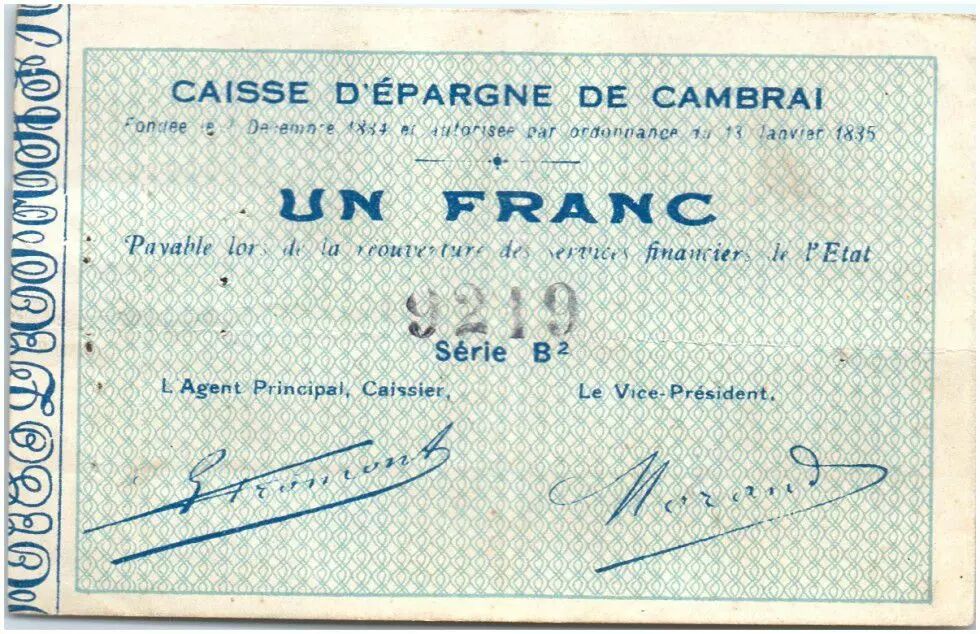 CAISSE D'ÉPARGNE DE CAMBRAI
Fondée le Décembre 1834 et autorisée par ordonnance du 13 Janvier 1835
UN FRANC
Payable lors de la réouverture des services financiers de l'Etat
9219
Série B²
L'Agent Principal, Caissier,
Le Vice-Président.
Morand